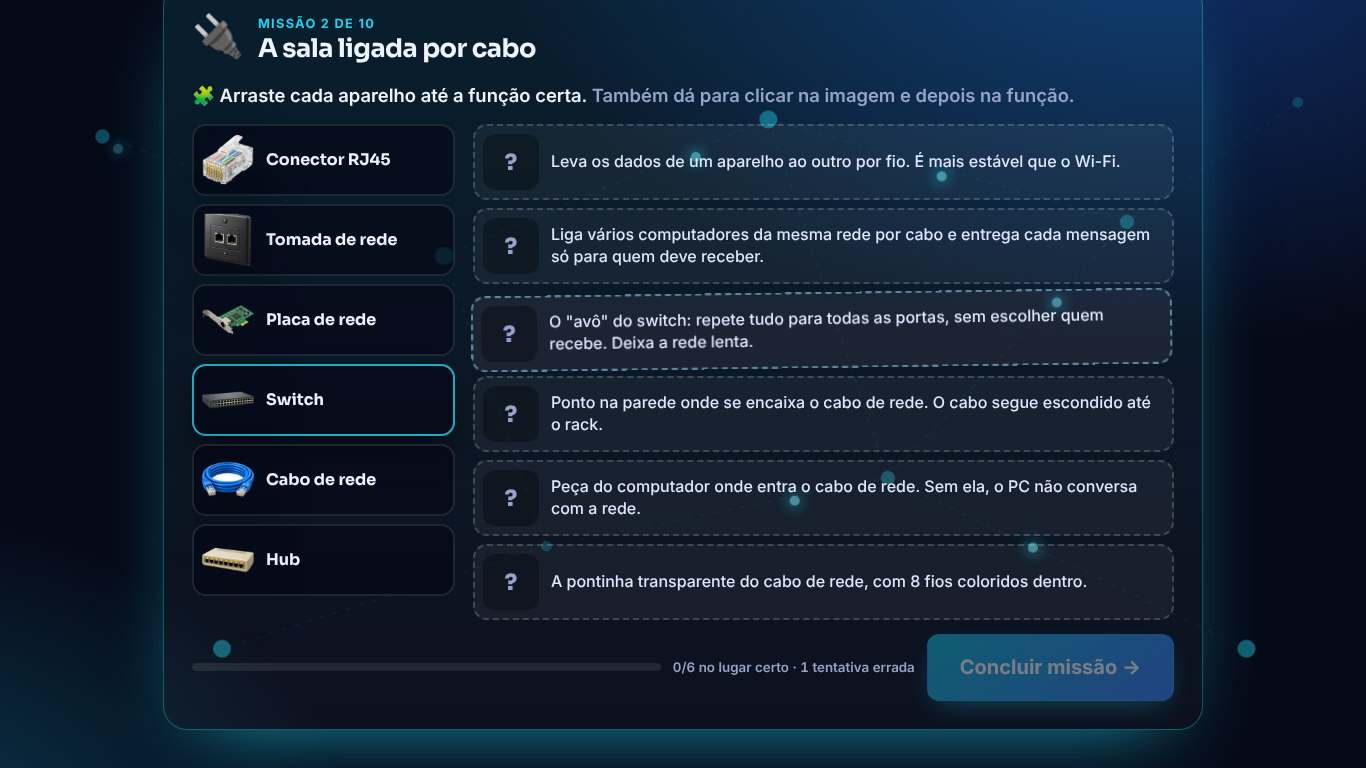 MISSÃO 2 DE 10
A sala ligada por cabo
Arraste cada aparelho até a função certa. Também dá para clicar na imagem e depois na função.
Conector RJ45
Tomada de rede
Placa de rede
Switch
Cabo de rede
Hub
? Leva os dados de um aparelho ao outro por fio. É mais estável que o Wi-Fi.
? Liga vários computadores da mesma rede por cabo e entrega cada mensagem
só para quem deve receber.
? O "avô" do switch: repete tudo para todas as portas, sem escolher quem
recebe. Deixa a rede lenta.
? Ponto na parede onde se encaixa o cabo de rede. O cabo segue escondido até
o rack.
? Peça do computador onde entra o cabo de rede. Sem ela, o PC não conversa
com a rede.
? A pontinha transparente do cabo de rede, com 8 fios coloridos dentro.
0/6 no lugar certo · 1 tentativa errada
Concluir missão →